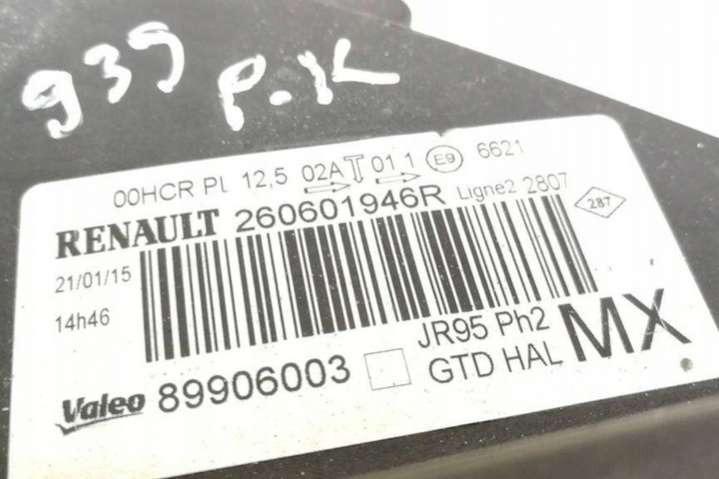 939 P.JK
00HCR PL 12,5 02A 01 1 E9 6621
RENAULT 260601946R Ligne2 2807
287
21/01/15
14h46
JR95 Ph2
GTD HAL MX
Valeo 89906003